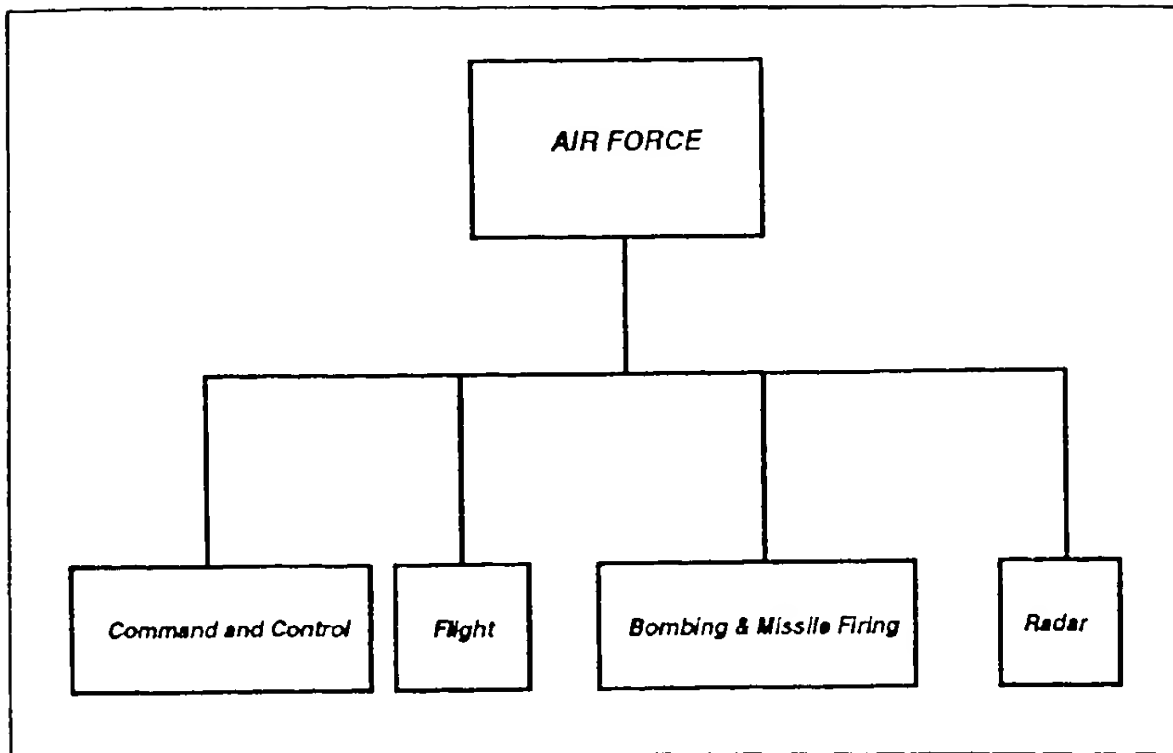 AIR FORCE
Command and Control
Flight
Bombing & Missile Firing
Radar